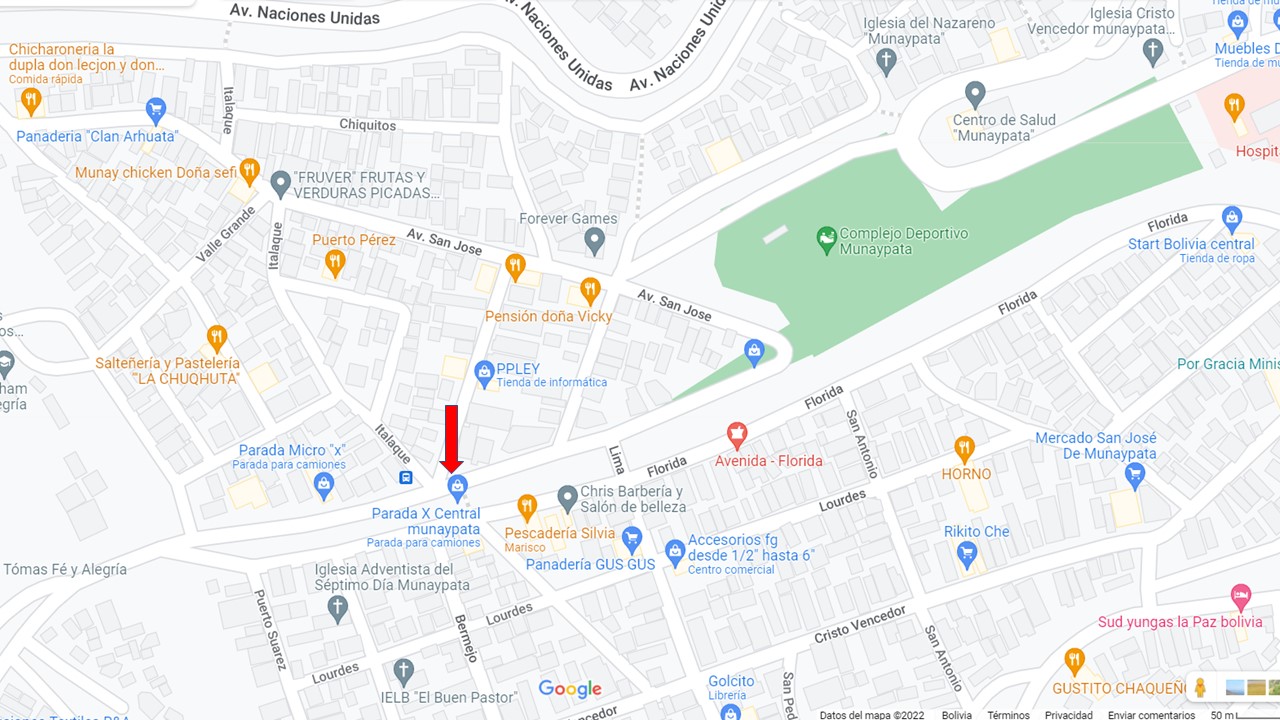 Av. Naciones Unidas
Av. Naciones Unidas
Av. Naciones Unid
Iglesia del Nazareno
"Munaypata"
Iglesia Cristo
Vencedor munaypata...
Tienda de mu
Muebles D
Tienda de mu
Chiquitos
Chicharoneria la
dupla don lecjon y don...
Comida rápida
Italaque
Panaderia "Clan Arhuata"
Centro de Salud
"Munaypata"
Hospita
Munay chicken Doña sefi
"FRUVER" FRUTAS Y
VERDURAS PICADAS...
Valle Grande
Italaque
Puerto Pérez
Av. San Jose
Forever Games
Complejo Deportivo
Munaypata
Florida
Start Bolivia central
Tienda de ropa
Pensión doña Vicky
Av. San Jose
Florida
os...
ham
egría
Salteñería y Pastelería
"LA CHUQHUTA"
PPLEY
Tienda de informática
Por Gracia Minis
Florida
Italaque
Parada Micro "x"
Parada para camiones
Lima
Florida
Avenida - Florida
San Antonio
HORNO
Mercado San José
De Munaypata
Parada X Central
munaypata
Parada para camiones
Chris Barbería y
Salón de belleza
Lourdes
Pescadería Silvia
Marisco
Panadería GUS GUS
Accesorios fg
desde 1/2" hasta 6"
Centro comercial
Rikito Che
Tómas Fé y Alegría
Iglesia Adventista del
Séptimo Día Munaypata
Puerto Suarez
Lourdes
Bermejo
Cristo Vencedor
San Antonio
Sud yungas la Paz bolivia
Lourdes
IELB "El Buen Pastor"
Google
Golcito
Librería
San Ped
GUSTITO CHAQUEÑ
Vencedor
Datos del mapa ©2022
Bolivia
Términos
Privacidad
Enviar comentarios
50 m